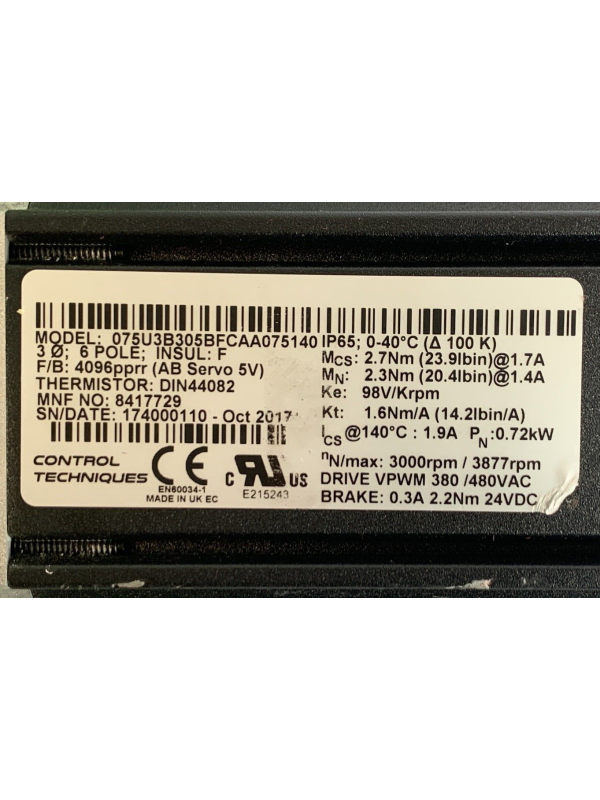 MODEL: 075U3B305BFCAA075140 IP65; 0-40°C (Δ 100 K)
3 Ø; 6 POLE; INSUL: F
F/B: 4096pprr (AB Servo 5V)
THERMISTOR: DIN44082
MNF NO: 8417729
SN/DATE: 174000110 - Oct 2017
MCS: 2.7Nm (23.9lbin)@1.7A
MN: 2.3Nm (20.4lbin)@1.4A
Ke: 98V/Krpm
Kt: 1.6Nm/A (14.2lbin/A)
ICS @140°C : 1.9A PN:0.72kW
nN/max: 3000rpm / 3877rpm
DRIVE VPWM 380 /480VAC
BRAKE: 0.3A 2.2Nm 24VDC
CONTROL
TECHNIQUES
CE
EN60034-1
MADE IN UK EC
C RU US
E215243